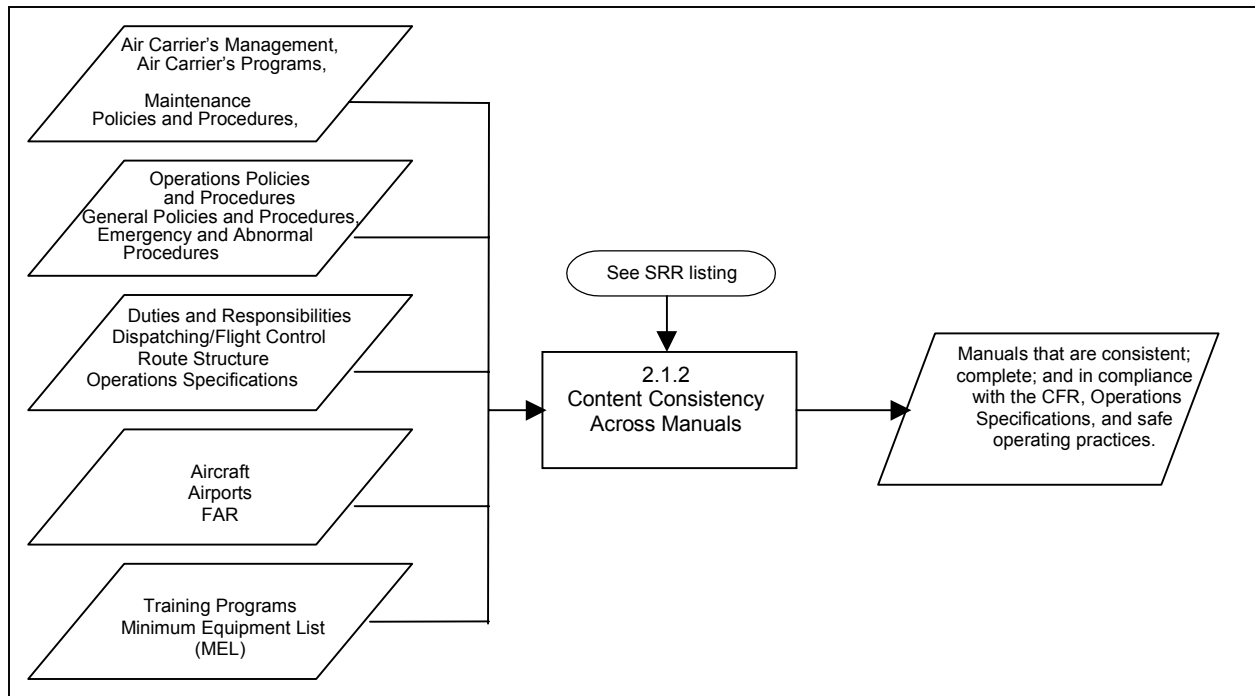 Air Carrier's Management,
Air Carrier's Programs,
Maintenance
Policies and Procedures,
Operations Policies
and Procedures
General Policies and Procedures,
Emergency and Abnormal
Procedures
Duties and Responsibilities
Dispatching/Flight Control
Route Structure
Operations Specifications
Aircraft
Airports
FAR
Training Programs
Minimum Equipment List
(MEL)
See SRR listing
2.1.2
Content Consistency
Across Manuals
Manuals that are consistent;
complete; and in compliance
with the CFR, Operations
Specifications, and safe
operating practices.